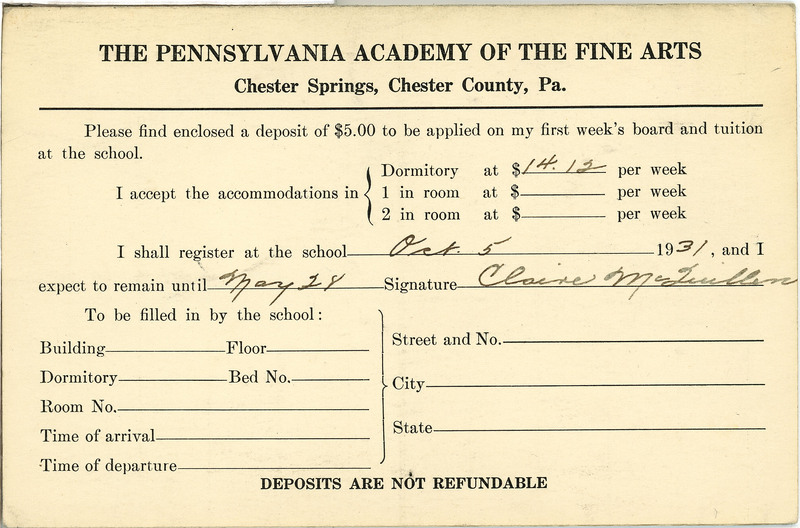 THE PENNSYLVANIA ACADEMY OF THE FINE ARTS
Chester Springs, Chester County, Pa.
Please find enclosed a deposit of $5.00 to be applied on my first week's board and tuition
at the school.
I accept the accommodations in
Dormitory at $14.12 per week
1 in room at $ per week
2 in room at $ per week
I shall register at the school Oct. 5 1931, and I
expect to remain until May 28 Signature Claire McQuillen
To be filled in by the school:
Building Floor
Dormitory Bed No.
Room No.
Time of arrival
Time of departure
Street and No.
City
State
DEPOSITS ARE NOT REFUNDABLE